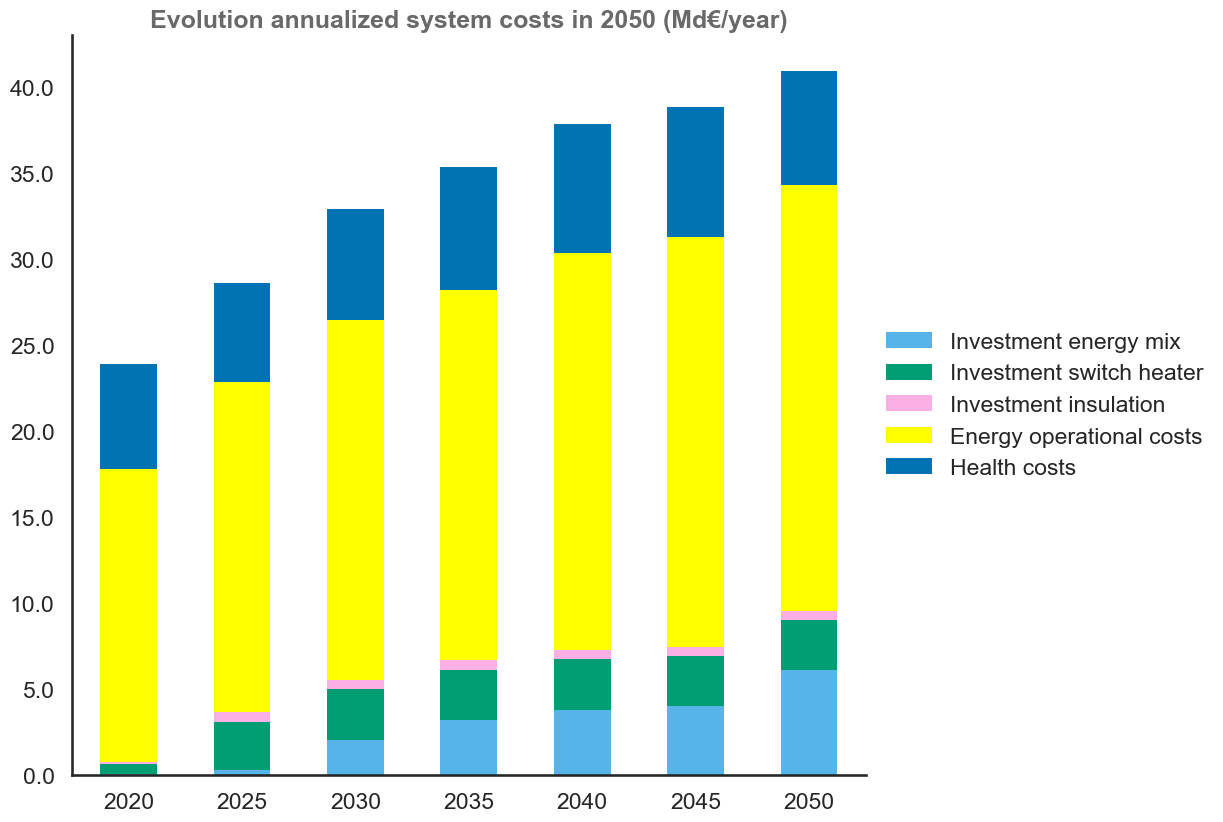 Evolution annualized system costs in 2050 (Md€/year)
40.0
35.0
30.0
25.0
20.0
15.0
10.0
5.0
0.0
2020 2025 2030 2035 2040 2045 2050
Investment energy mix
Investment switch heater
Investment insulation
Energy operational costs
Health costs